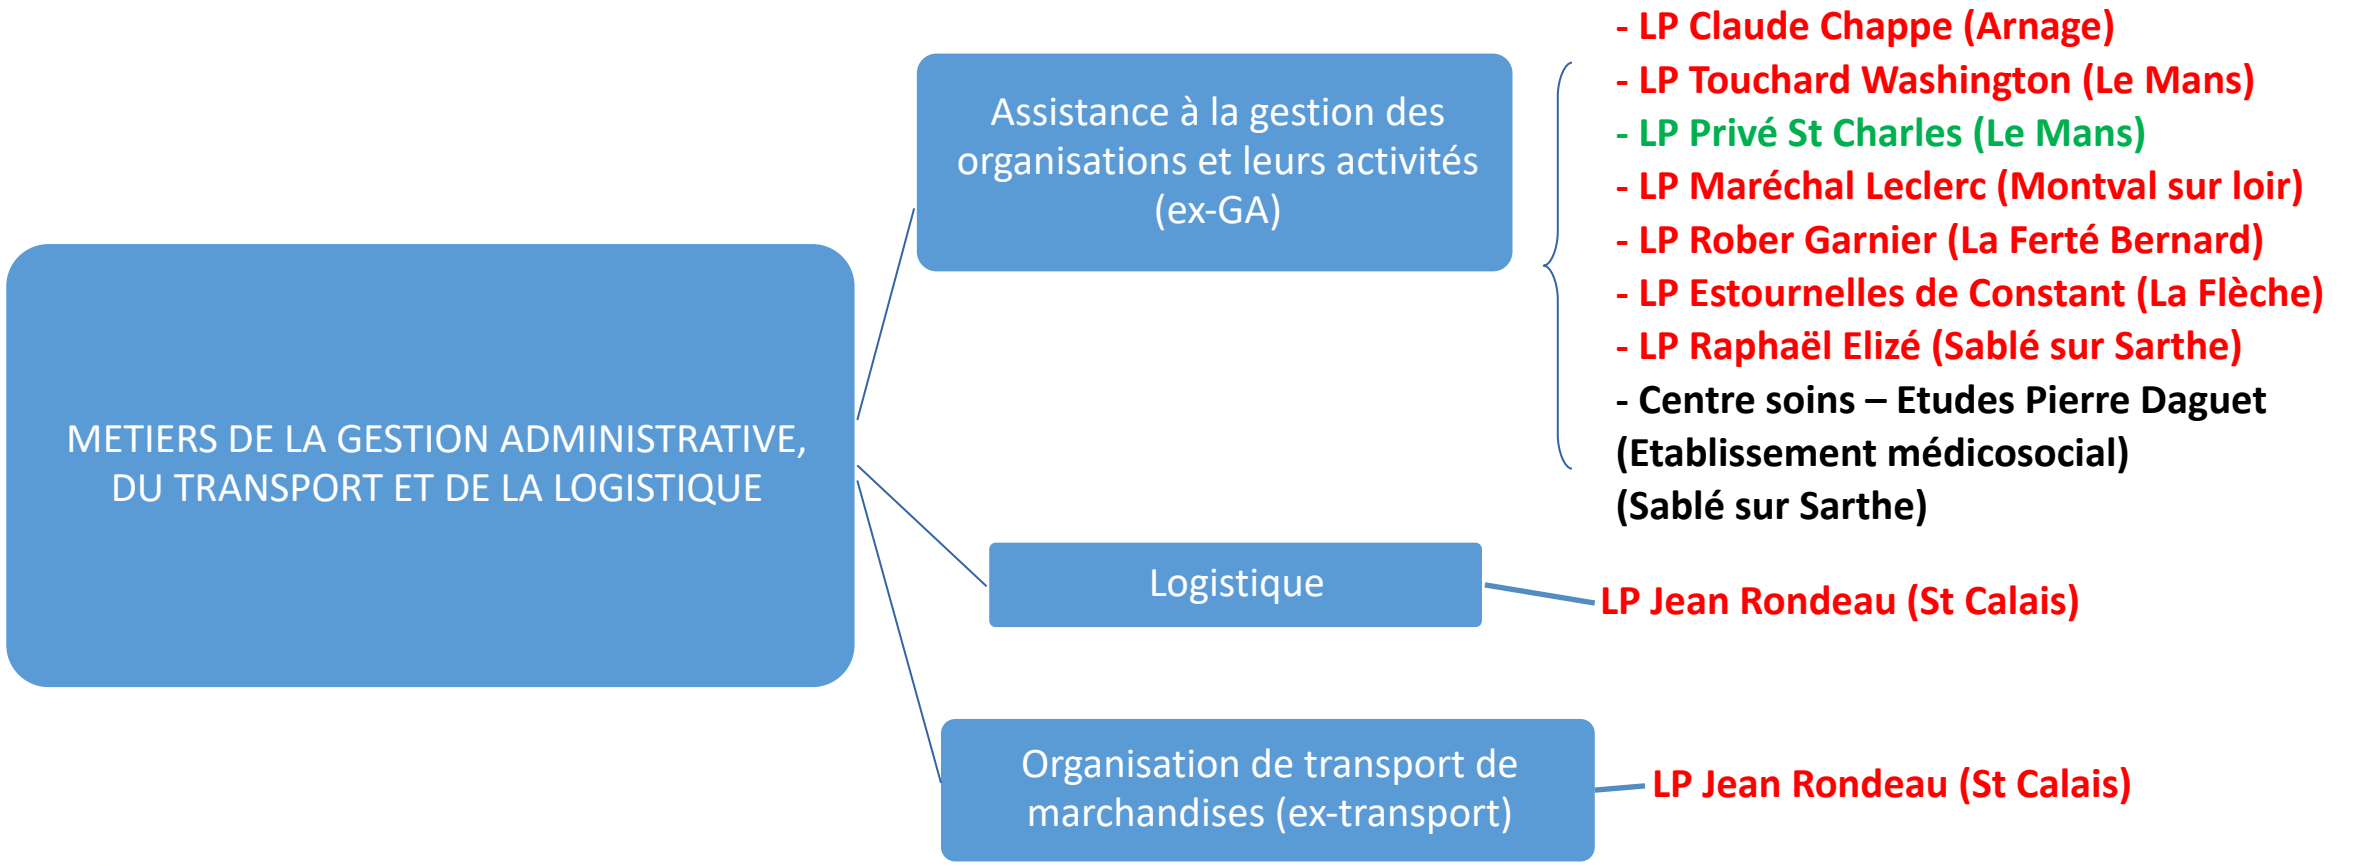 METIERS DE LA GESTION ADMINISTRATIVE,
DU TRANSPORT ET DE LA LOGISTIQUE
Assistance à la gestion des
organisations et leurs activités
(ex-GA)
- LP Claude Chappe (Arnage)
- LP Touchard Washington (Le Mans)
- LP Privé St Charles (Le Mans)
- LP Maréchal Leclerc (Montval sur loir)
- LP Rober Garnier (La Ferté Bernard)
- LP Estournelles de Constant (La Flèche)
- LP Raphaël Elizé (Sablé sur Sarthe)
- Centre soins – Etudes Pierre Daguet
(Etablissement médicosocial)
(Sablé sur Sarthe)
Logistique
LP Jean Rondeau (St Calais)
Organisation de transport de
marchandises (ex-transport)
LP Jean Rondeau (St Calais)